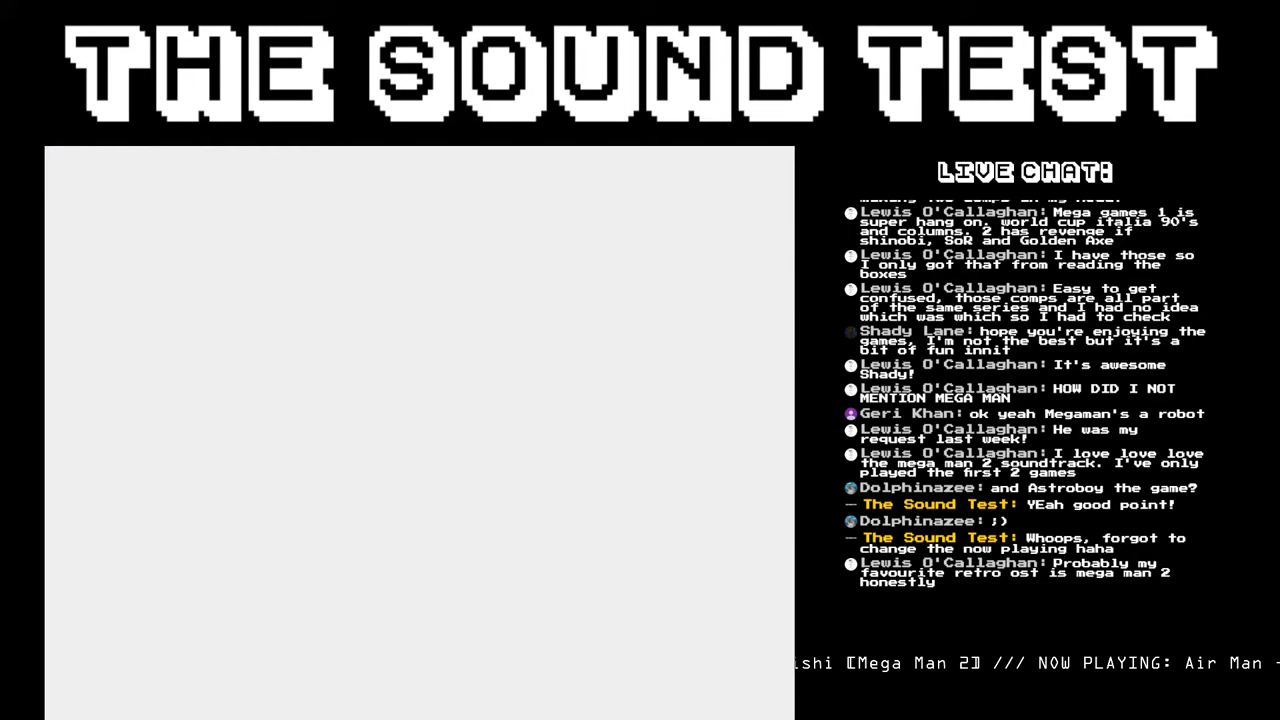 THE SOUND TEST
LIVE CHAT:
Lewis O'Callaghan: Mega games 1 is
super hang on. world cup italia 90's
and columns. 2 has revenge if
shinobi, SoR and Golden Axe
Lewis O'Callaghan: I have those so
I only got that from reading the
boxes
Lewis O'Callaghan: Easy to get
confused, those comps are all part
of the same series and I had no idea
which was which so I had to check
Shady Lane: hope you're enjoying the
games, I'm not the best but it's a
bit of fun innit
Lewis O'Callaghan: It's awesome
Shady!
Lewis O'Callaghan: HOW DID I NOT
MENTION MEGA MAN
Geri Khan: ok yeah Megaman's a robot
Lewis O'Callaghan: He was my
request last week!
Lewis O'Callaghan: I love love love
the mega man 2 soundtrack. I've only
played the first 2 games
Dolphinazee: and Astroboy the game?
The Sound Test: YEah good point!
Dolphinazee: ;)
The Sound Test: Whoops, forgot to
change the now playing haha
Lewis O'Callaghan: Probably my
favourite retro ost is mega man 2
honestly
ishi [Mega Man 2] /// NOW PLAYING: Air Man -